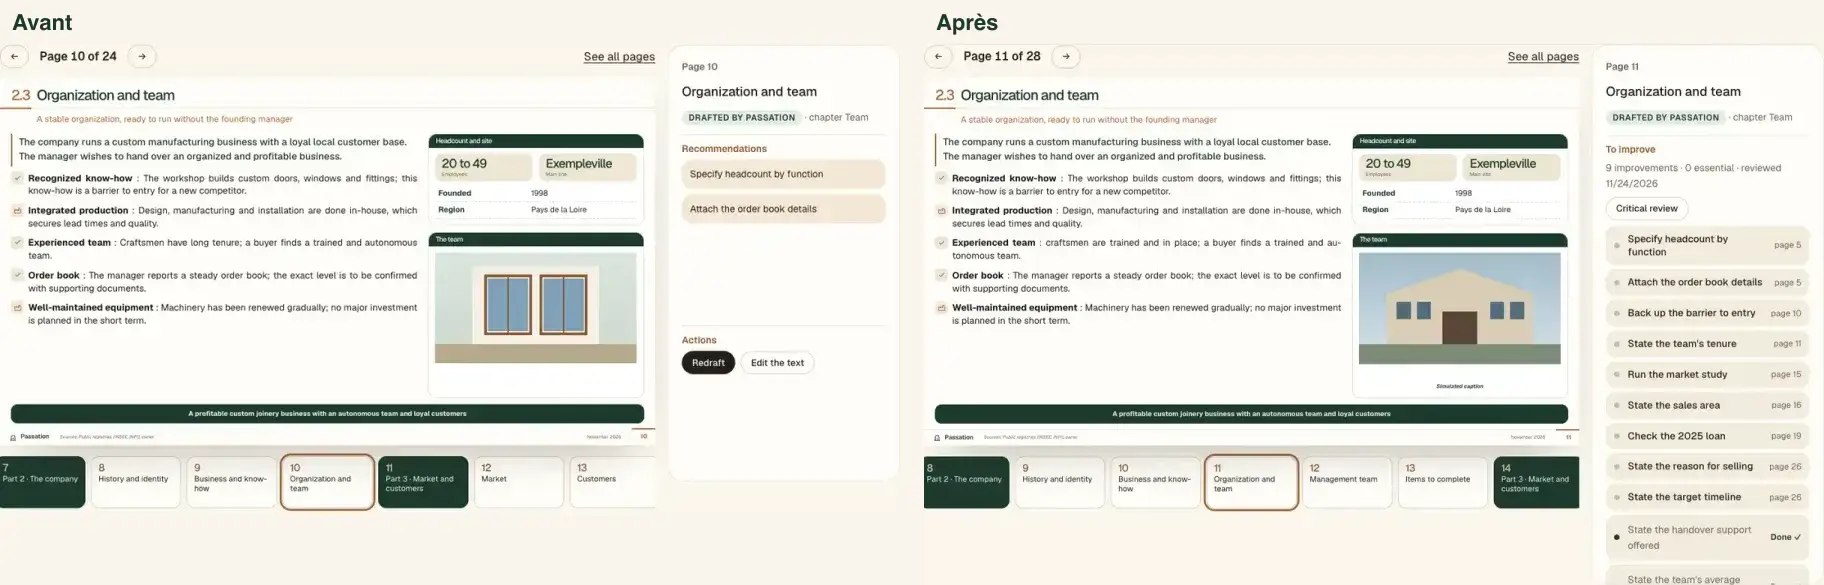 Avant
← Page 10 of 24 →
See all pages
2.3 Organization and team
A stable organization, ready to run without the founding manager
The company runs a custom manufacturing business with a loyal local customer base.
The manager wishes to hand over an organized and profitable business.
Recognized know-how : The workshop builds custom doors, windows and fittings; this
know-how is a barrier to entry for a new competitor.
Integrated production : Design, manufacturing and installation are done in-house, which
secures lead times and quality.
Experienced team : Craftsmen have long tenure; a buyer finds a trained and autonomous
team.
Order book : The manager reports a steady order book; the exact level is to be confirmed
with supporting documents.
Well-maintained equipment : Machinery has been renewed gradually; no major investment
is planned in the short term.
Headcount and site
20 to 49
Employees
Exempleville
Main site
Founded 1998
Region Pays de la Loire
The team
A profitable custom joinery business with an autonomous team and loyal customers
Passation
10
7
Part 2 · The company
8
History and identity
9
Business and know-
how
10
Organization and
team
11
Part 3 · Market and
customers
12
Market
13
Customers
Page 10
Organization and team
DRAFTED BY PASSATION · chapter Team
Recommendations
Specify headcount by function
Attach the order book details
Actions
Redraft
Edit the text
Après
← Page 11 of 28 →
See all pages
2.3 Organization and team
A stable organization, ready to run without the founding manager
The company runs a custom manufacturing business with a loyal local customer base.
The manager wishes to hand over an organized and profitable business.
Recognized know-how : The workshop builds custom doors, windows and fittings; this
know-how is a barrier to entry for a new competitor.
Integrated production : Design, manufacturing and installation are done in-house, which
secures lead times and quality.
Experienced team : craftsmen are trained and in place; a buyer finds a trained and au-
tonomous team.
Order book : The manager reports a steady order book; the exact level is to be confirmed
with supporting documents.
Well-maintained equipment : Machinery has been renewed gradually; no major investment
is planned in the short term.
Headcount and site
20 to 49
Employees
Exempleville
Main site
Founded 1998
Region Pays de la Loire
The team
Simulated caption
A profitable custom joinery business with an autonomous team and loyal customers
Passation
11
8
Part 2 · The company
9
History and identity
10
Business and know-
how
11
Organization and
team
12
Management team
13
Items to complete
14
Part 3 · Market and
customers
Page 11
Organization and team
DRAFTED BY PASSATION · chapter Team
To improve
9 improvements · 0 essential · reviewed
11/24/2026
Critical review
Specify headcount by
function page 5
Attach the order book details page 5
Back up the barrier to entry page 10
State the team's tenure page 11
Run the market study page 15
State the sales area page 16
Check the 2025 loan page 19
State the reason for selling page 26
State the target timeline page 26
State the handover support
offered Done ✓
State the team's average